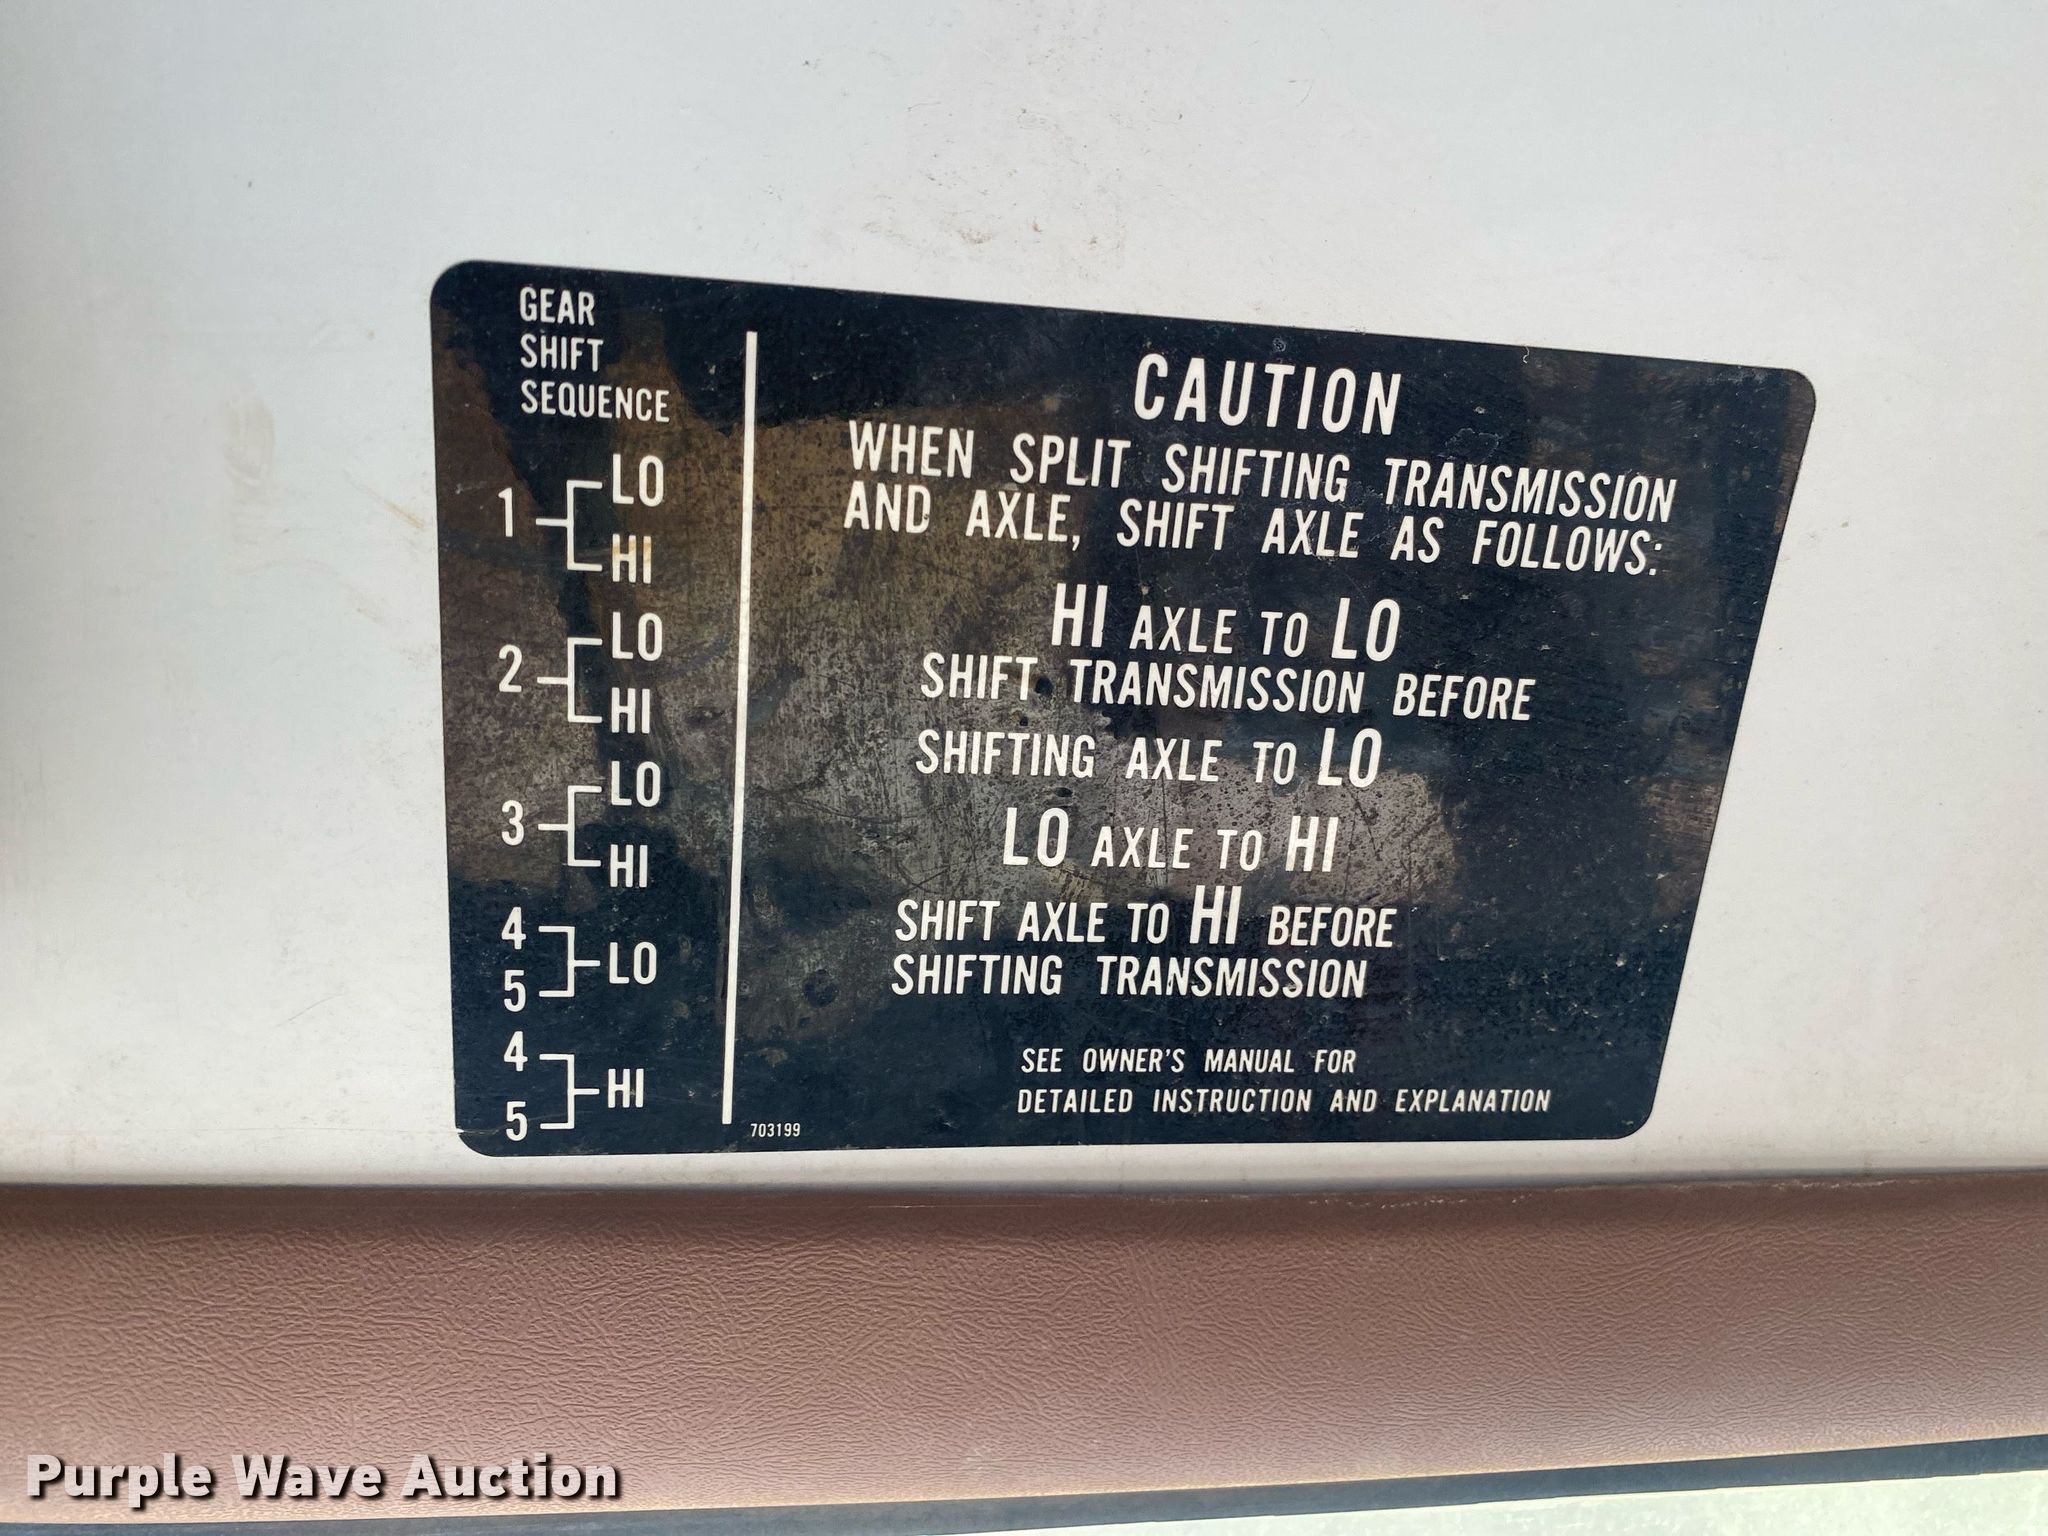 GEAR
SHIFT
SEQUENCE
1 LO
HI
2 LO
HI
3 LO
HI
4
5 LO
4
5 HI
CAUTION
WHEN SPLIT SHIFTING TRANSMISSION
AND AXLE, SHIFT AXLE AS FOLLOWS:
HI AXLE TO LO
SHIFT TRANSMISSION BEFORE
SHIFTING AXLE TO LO
LO AXLE TO HI
SHIFT AXLE TO HI BEFORE
SHIFTING TRANSMISSION
SEE OWNER'S MANUAL FOR
DETAILED INSTRUCTION AND EXPLANATION
703199
Purple Wave Auction